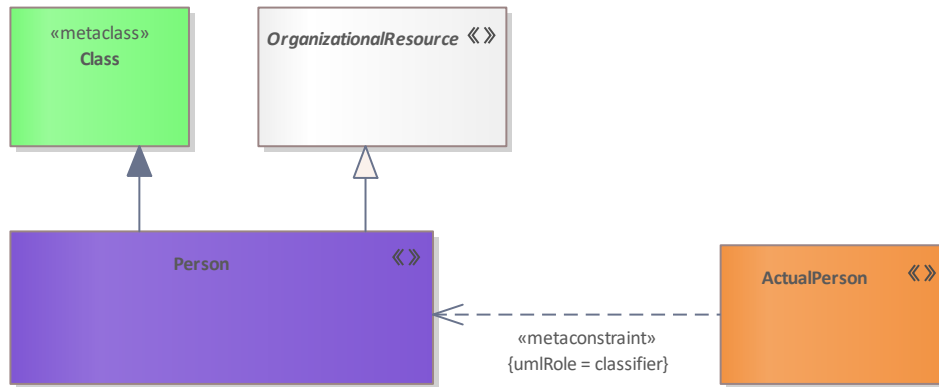 «metaclass»
Class
OrganizationalResource «»
Person «»
ActualPerson «»
«metaconstraint»
{umlRole = classifier}